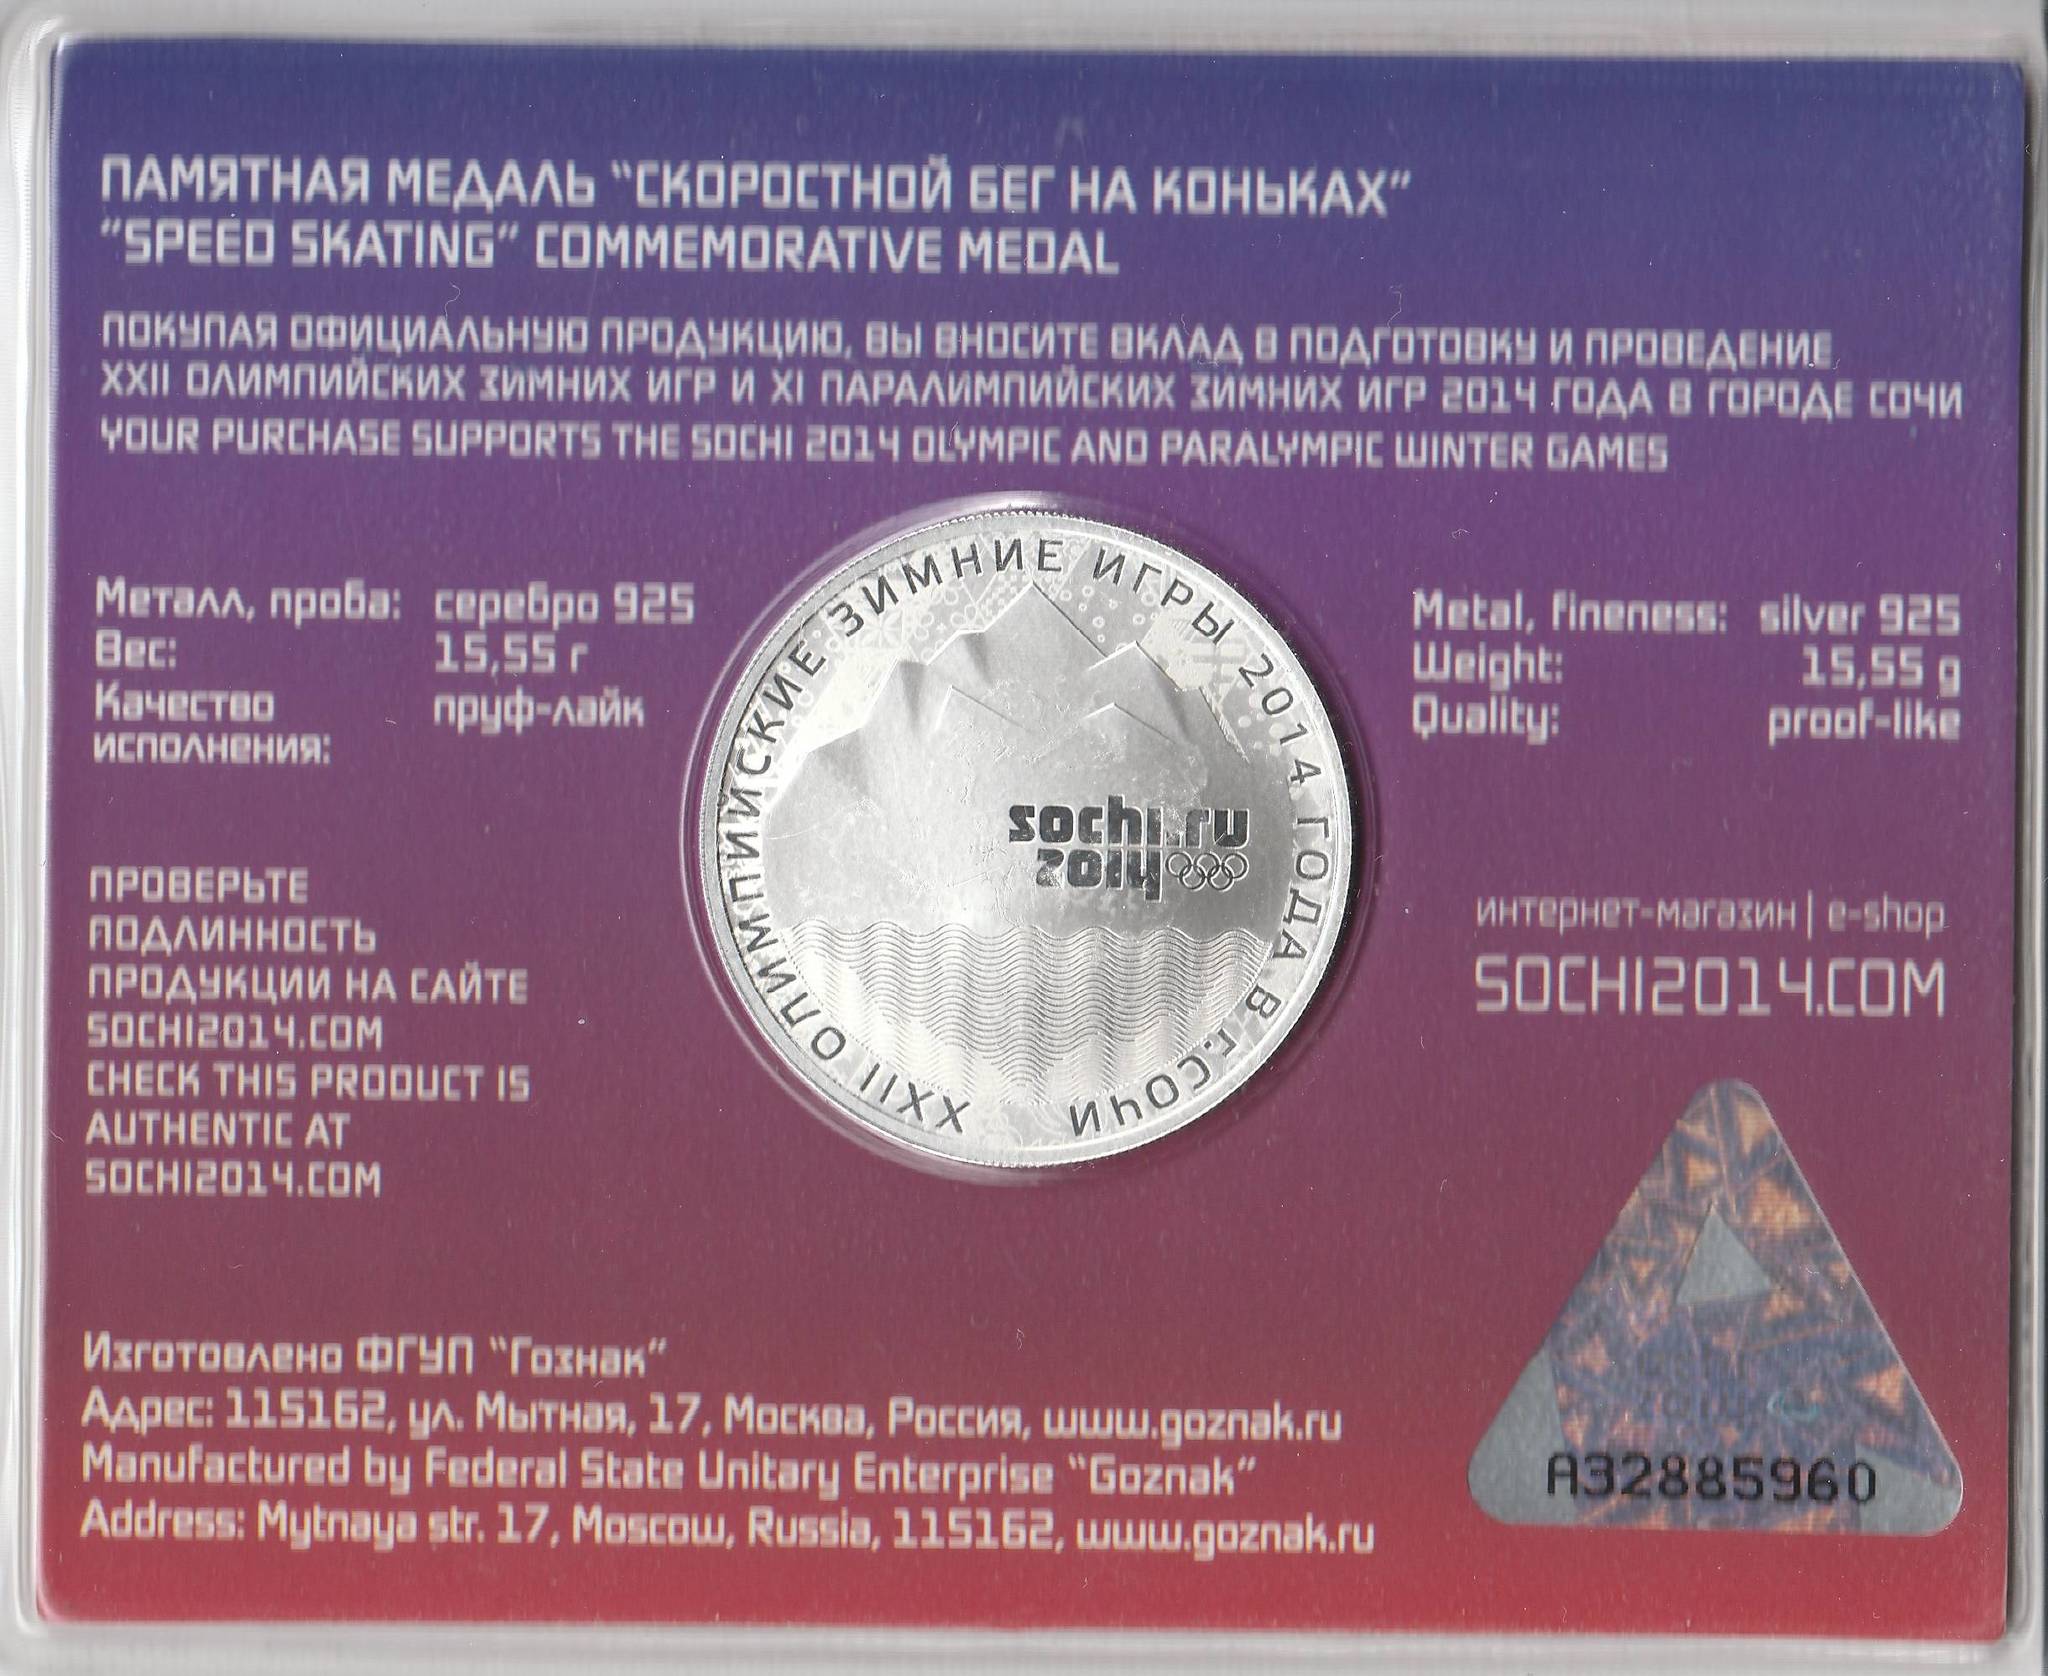 ПАМЯТНАЯ МЕДАЛЬ "СКОРОСТНОЙ БЕГ НА КОНЬКАХ"
"SPEED SKATING" COMMEMORATIVE MEDAL
ПОКУПАЯ ОФИЦИАЛЬНУЮ ПРОДУКЦИЮ, ВЫ ВНОСИТЕ ВКЛАД В ПОДГОТОВКУ И ПРОВЕДЕНИЕ
XXII ОЛИМПИЙСКИХ ЗИМНИХ ИГР И XI ПАРАЛИМПИЙСКИХ ЗИМНИХ ИГР 2014 ГОДА В ГОРОДЕ СОЧИ
YOUR PURCHASE SUPPORTS THE SOCHI 2014 OLYMPIC AND PARALYMPIC WINTER GAMES
Металл, проба: серебро 925
Вес: 15,55 г
Качество пруф-лайк
исполнения:
XXII ОЛИМПИЙСКИЕ ЗИМНИЕ ИГРЫ 2014 ГОДА В г.СОЧИ
sochi.ru
2014
Metal, fineness: silver 925
Weight: 15,55 g
Quality: proof-like
ПРОВЕРЬТЕ
ПОДЛИННОСТЬ
ПРОДУКЦИИ НА САЙТЕ
SOCHI2014.COM
CHECK THIS PRODUCT IS
AUTHENTIC AT
SOCHI2014.COM
интернет-магазин | e-shop
SOCHI2014.COM
Изготовлено ФГУП "Гознак"
Адрес: 115162, ул. Мытная, 17, Москва, Россия, www.goznak.ru
Manufactured by Federal State Unitary Enterprise "Goznak"
Address: Mytnaya str. 17, Moscow, Russia, 115162, www.goznak.ru
A32885960